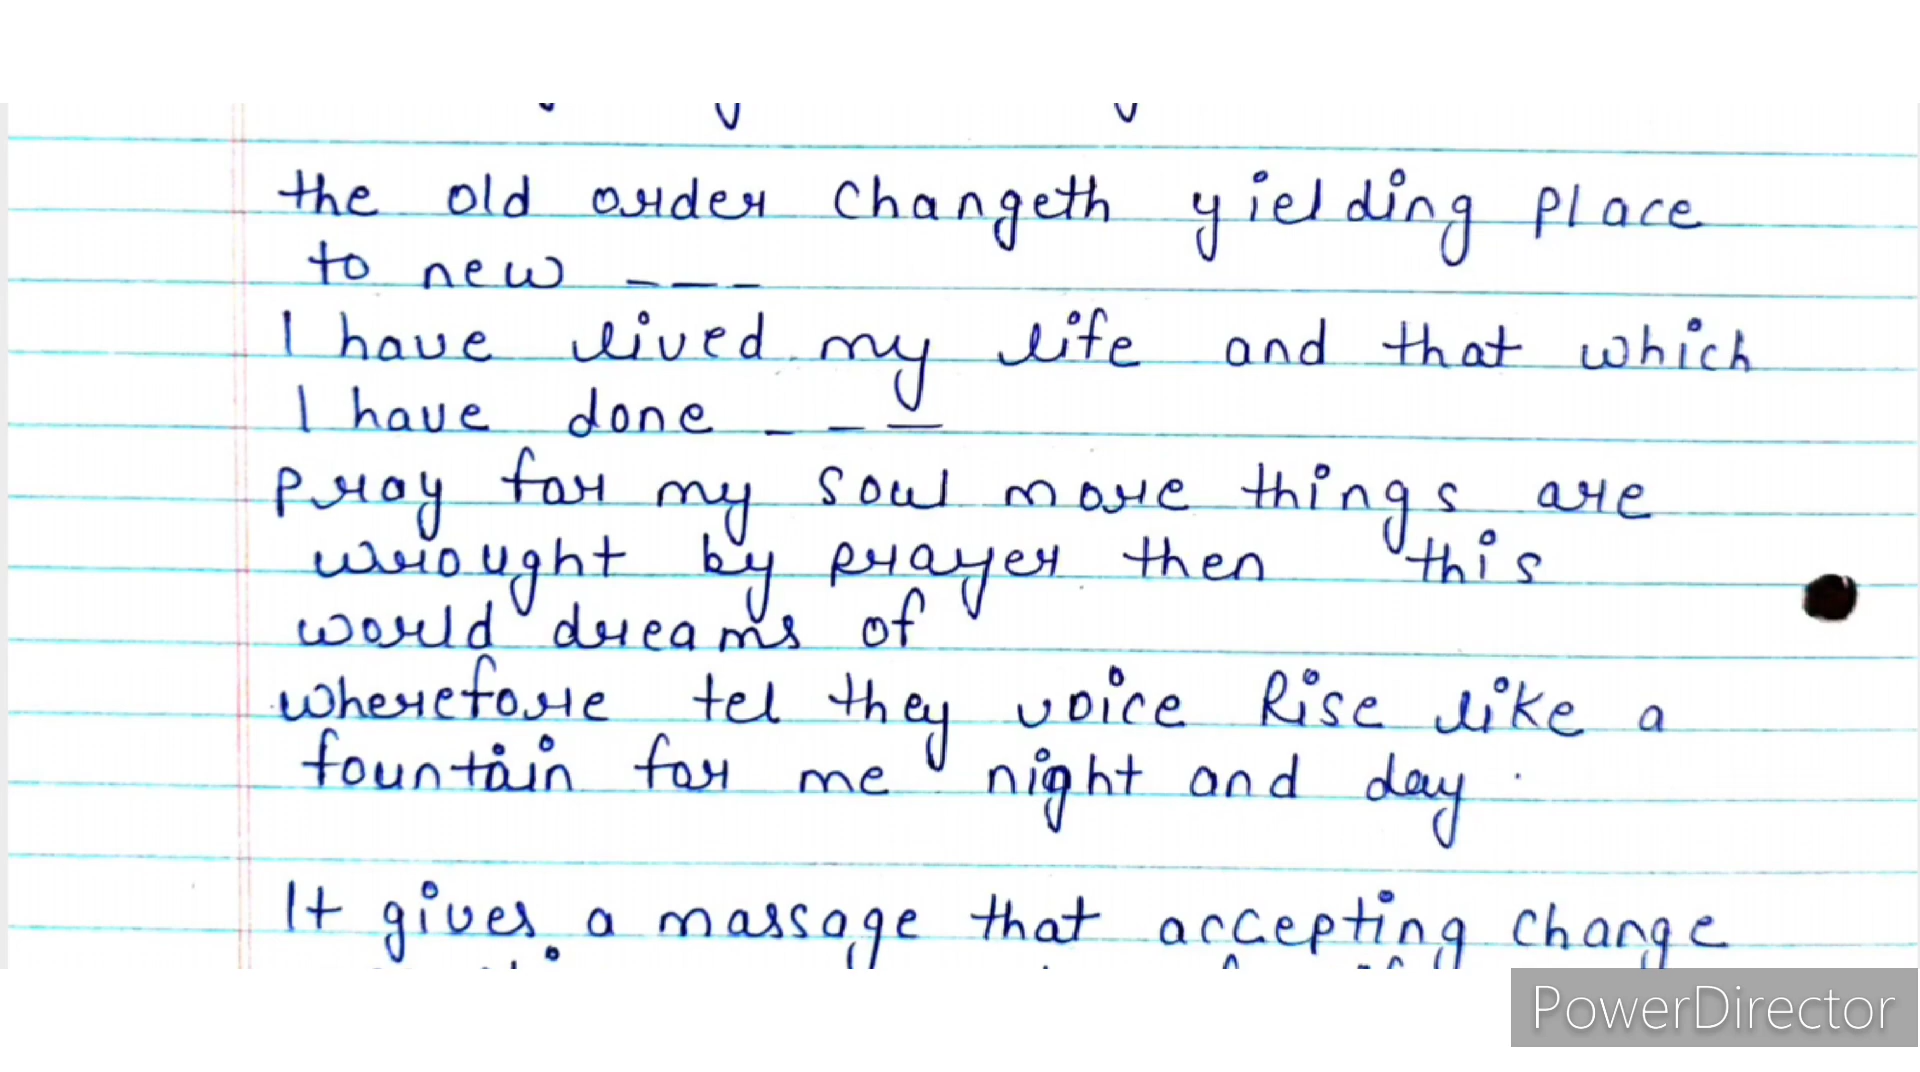 the old order changeth yielding place
to new ---
I have lived my life and that which
I have done ---
pray for my soul more things are
wrought by prayer then this
world dreams of
wherefore tel they voice Rise like a
fountain for me night and day.
It gives a massage that accepting change
PowerDirector